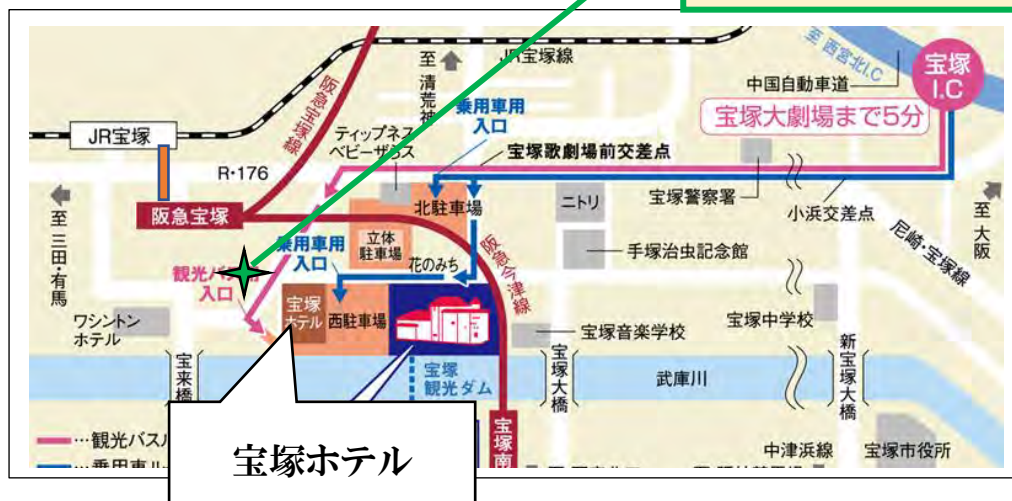 至 西宮北I.C
宝塚
I.C
JR宝塚線
至
清荒神
中国自動車道
宝塚大劇場まで5分
阪急宝塚線
乗用車用
入口
JR宝塚
ティップネス
ベビーザらス
宝塚歌劇場前交差点
R・176
宝塚警察署
小浜交差点
至 三田・有馬
阪急宝塚
北駐車場
ニトリ
至 大阪
立体
駐車場
乗用車用
入口
花のみち
阪急今津線
手塚治虫記念館
尼崎・宝塚線
観光バス
入口
宝塚
ホテル
西駐車場
ワシントン
ホテル
宝塚音楽学校
宝塚中学校
宝来橋
宝塚
観光ダム
宝塚大橋
武庫川
新宝塚大橋
…観光バス
宝塚ホテル
宝塚南
中津浜線
宝塚市役所